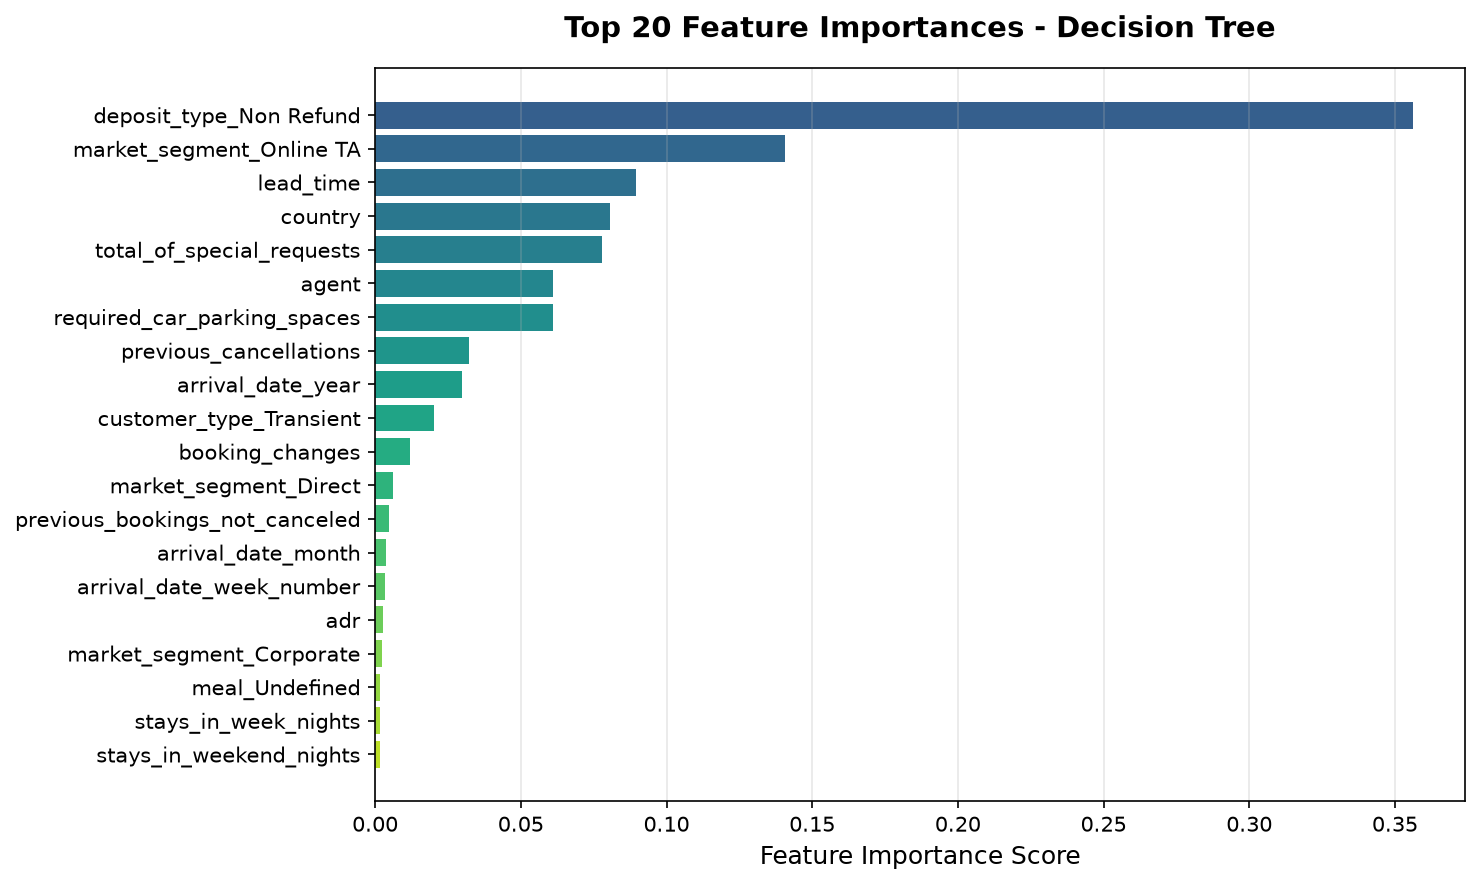 Top 20 Feature Importances - Decision Tree
deposit_type_Non Refund
market_segment_Online TA
lead_time
country
total_of_special_requests
agent
required_car_parking_spaces
previous_cancellations
arrival_date_year
customer_type_Transient
booking_changes
market_segment_Direct
previous_bookings_not_canceled
arrival_date_month
arrival_date_week_number
adr
market_segment_Corporate
meal_Undefined
stays_in_week_nights
stays_in_weekend_nights
0.00 0.05 0.10 0.15 0.20 0.25 0.30 0.35
Feature Importance Score